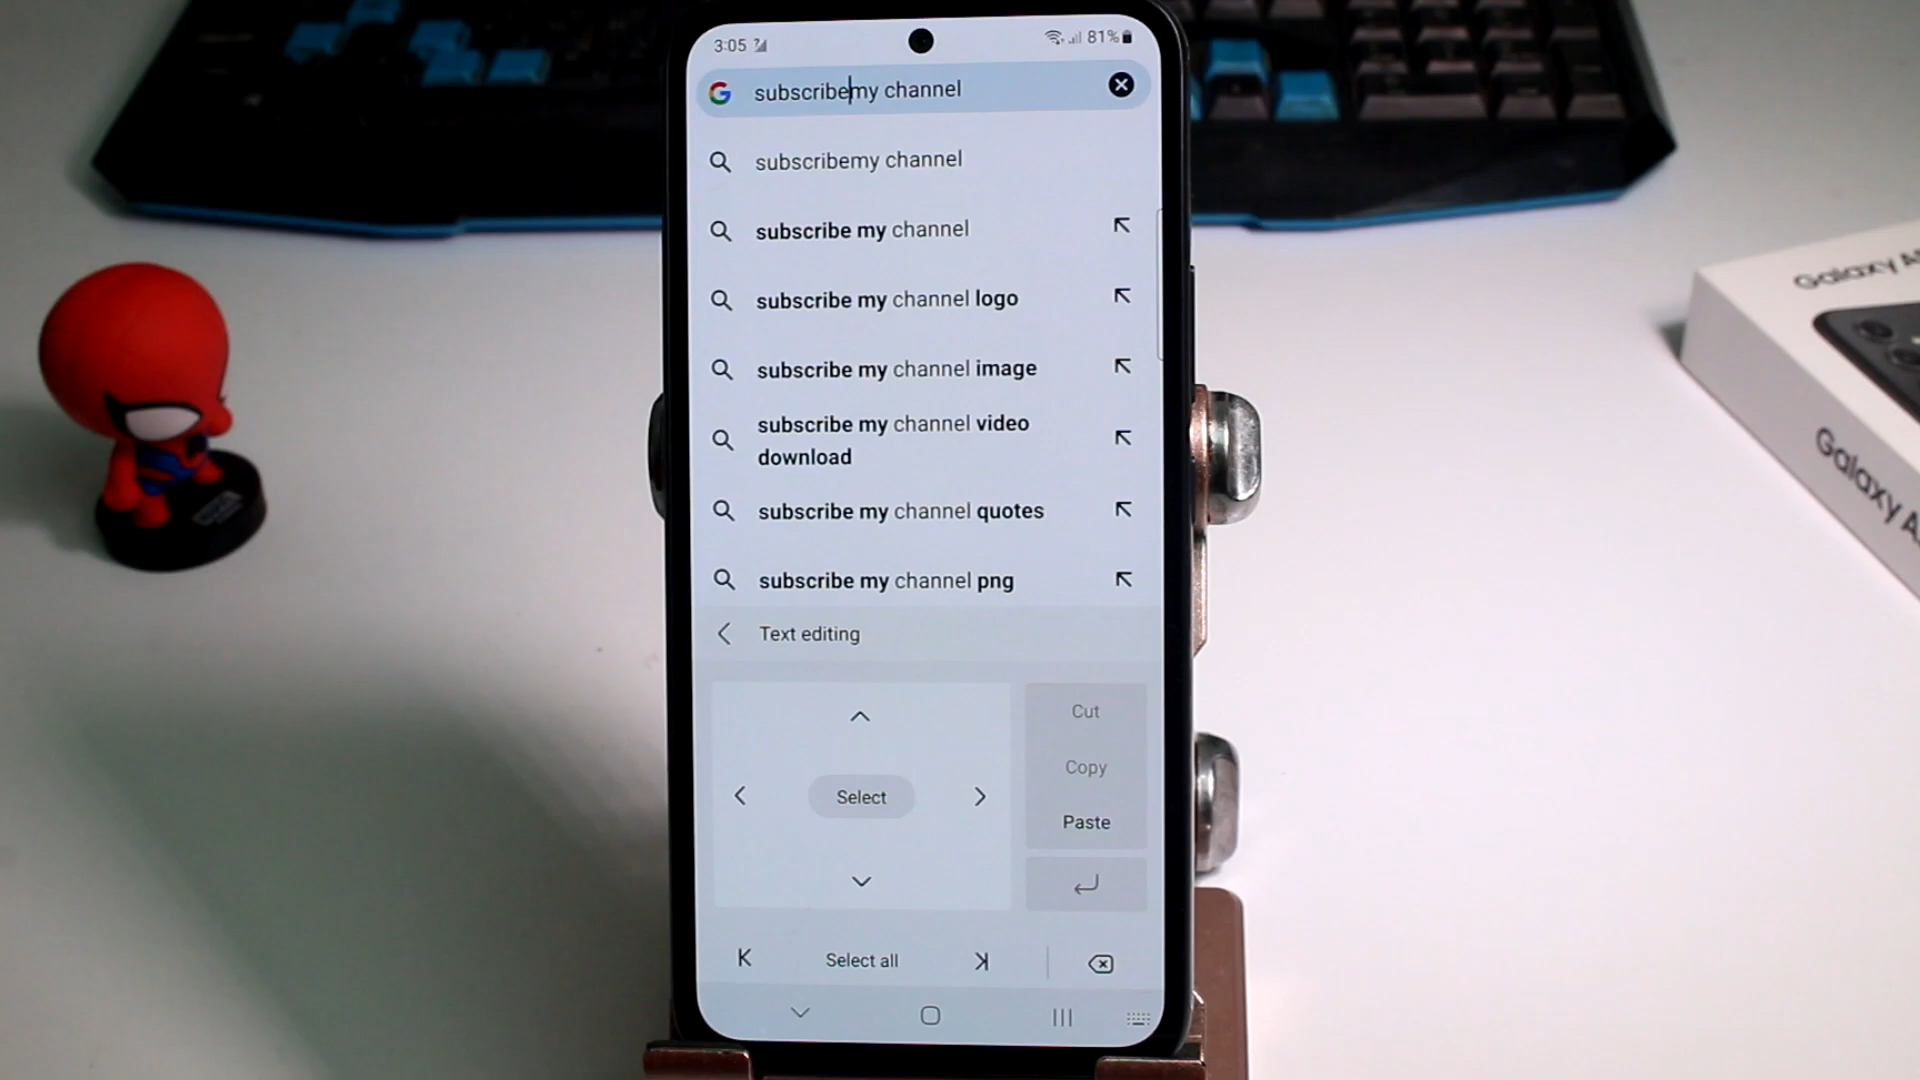 3:05
81%
subscribemy channel
subscribemy channel
subscribe my channel
subscribe my channel logo
subscribe my channel image
subscribe my channel video
download
subscribe my channel quotes
subscribe my channel png
Text editing
Cut
Copy
Select
Paste
Select all
Galaxy
Galaxy A